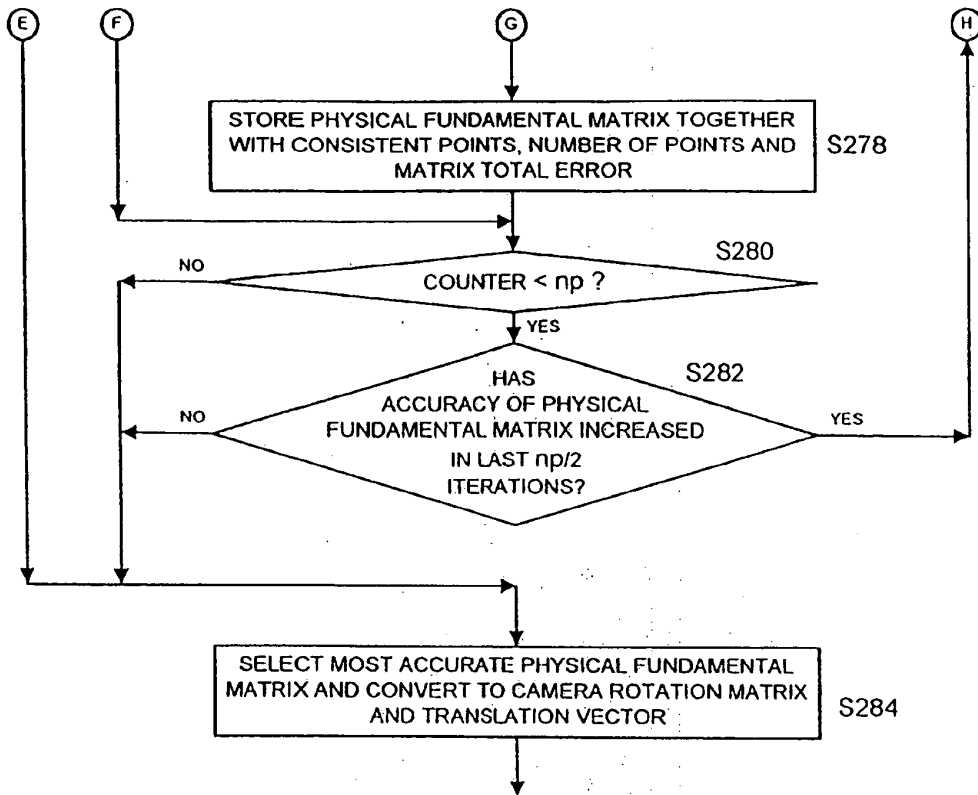 E
F
G
H
STORE PHYSICAL FUNDAMENTAL MATRIX TOGETHER
WITH CONSISTENT POINTS, NUMBER OF POINTS AND
MATRIX TOTAL ERROR
S278
S280
NO
COUNTER < np ?
YES
S282
HAS
ACCURACY OF PHYSICAL
FUNDAMENTAL MATRIX INCREASED
IN LAST np/2
ITERATIONS?
NO
YES
SELECT MOST ACCURATE PHYSICAL FUNDAMENTAL
MATRIX AND CONVERT TO CAMERA ROTATION MATRIX
AND TRANSLATION VECTOR
S284